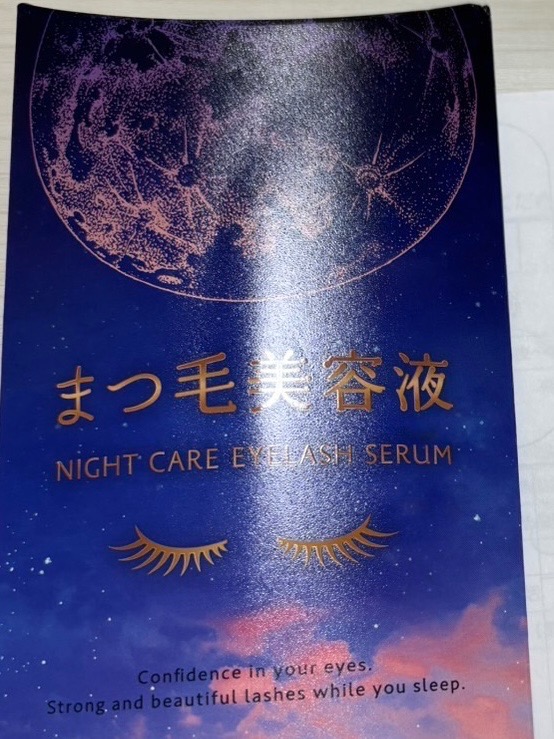 まつ毛美容液
NIGHT CARE EYELASH SERUM
Confidence in your eyes.
Strong and beautiful lashes while you sleep.